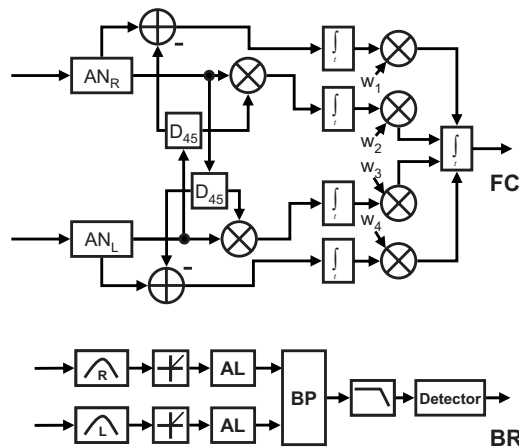 -
∫
t
AN_R
w_1
∫
t
D_45
w_2
∫
t
FC
w_3
D_45
∫
t
AN_L
w_4
-
∫
t
R
AL
BP
Detector
L
AL
BR